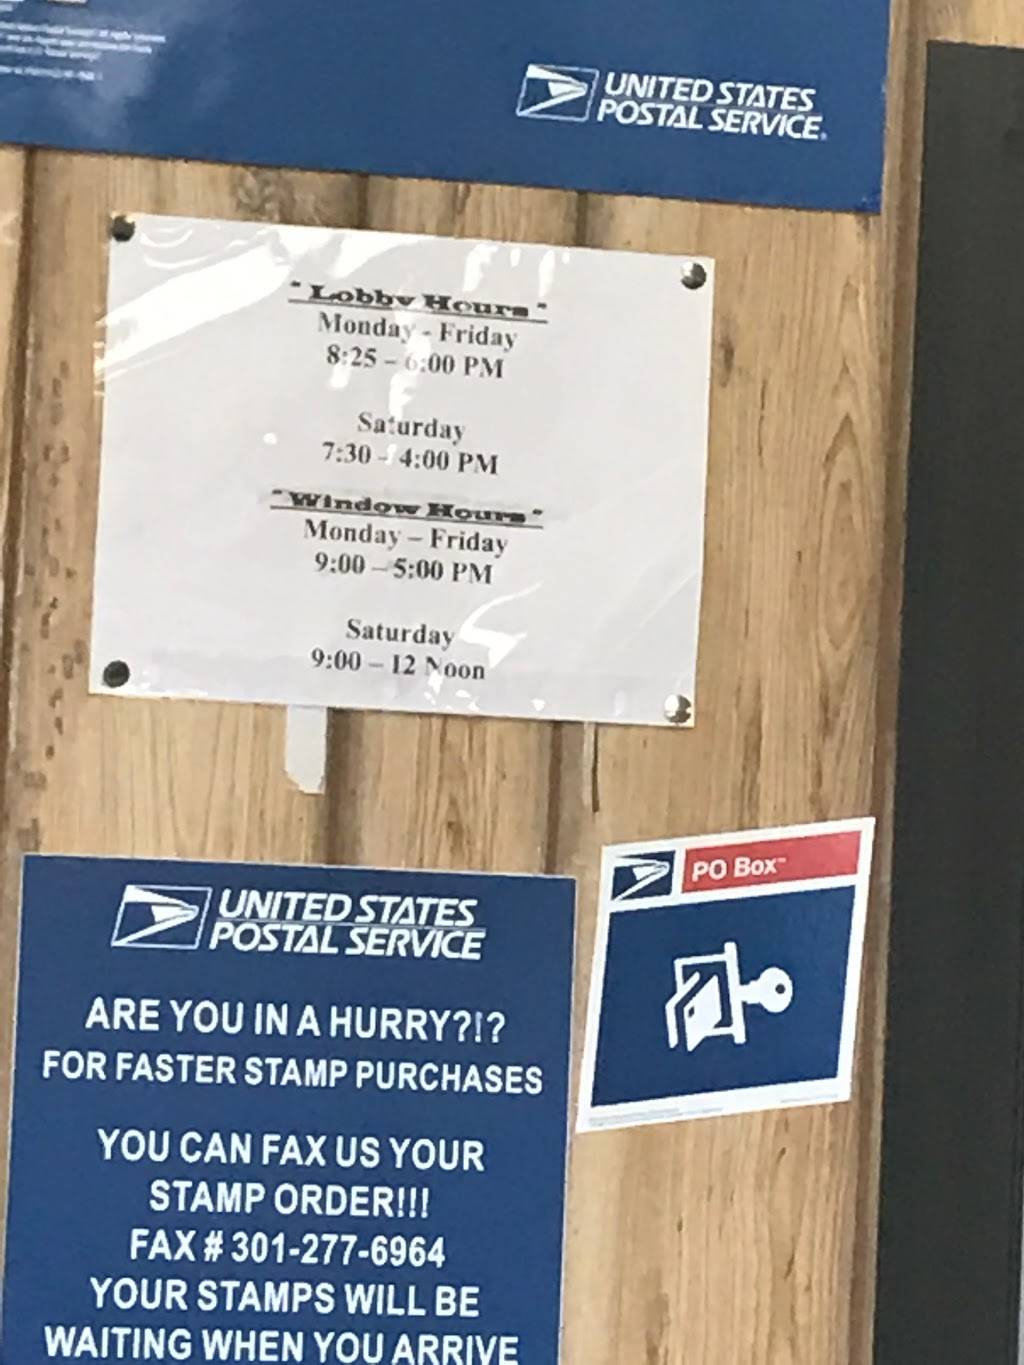 UNITED STATES
POSTAL SERVICE®
"Lobby Hours"
Monday - Friday
8:25 – 6:00 PM
Saturday
7:30 - 4:00 PM
"Window Hours"
Monday – Friday
9:00 – 5:00 PM
Saturday
9:00 – 12 Noon
PO Box™
UNITED STATES
POSTAL SERVICE
ARE YOU IN A HURRY?!?
FOR FASTER STAMP PURCHASES
YOU CAN FAX US YOUR
STAMP ORDER!!!
FAX # 301-277-6964
YOUR STAMPS WILL BE
WAITING WHEN YOU ARRIVE